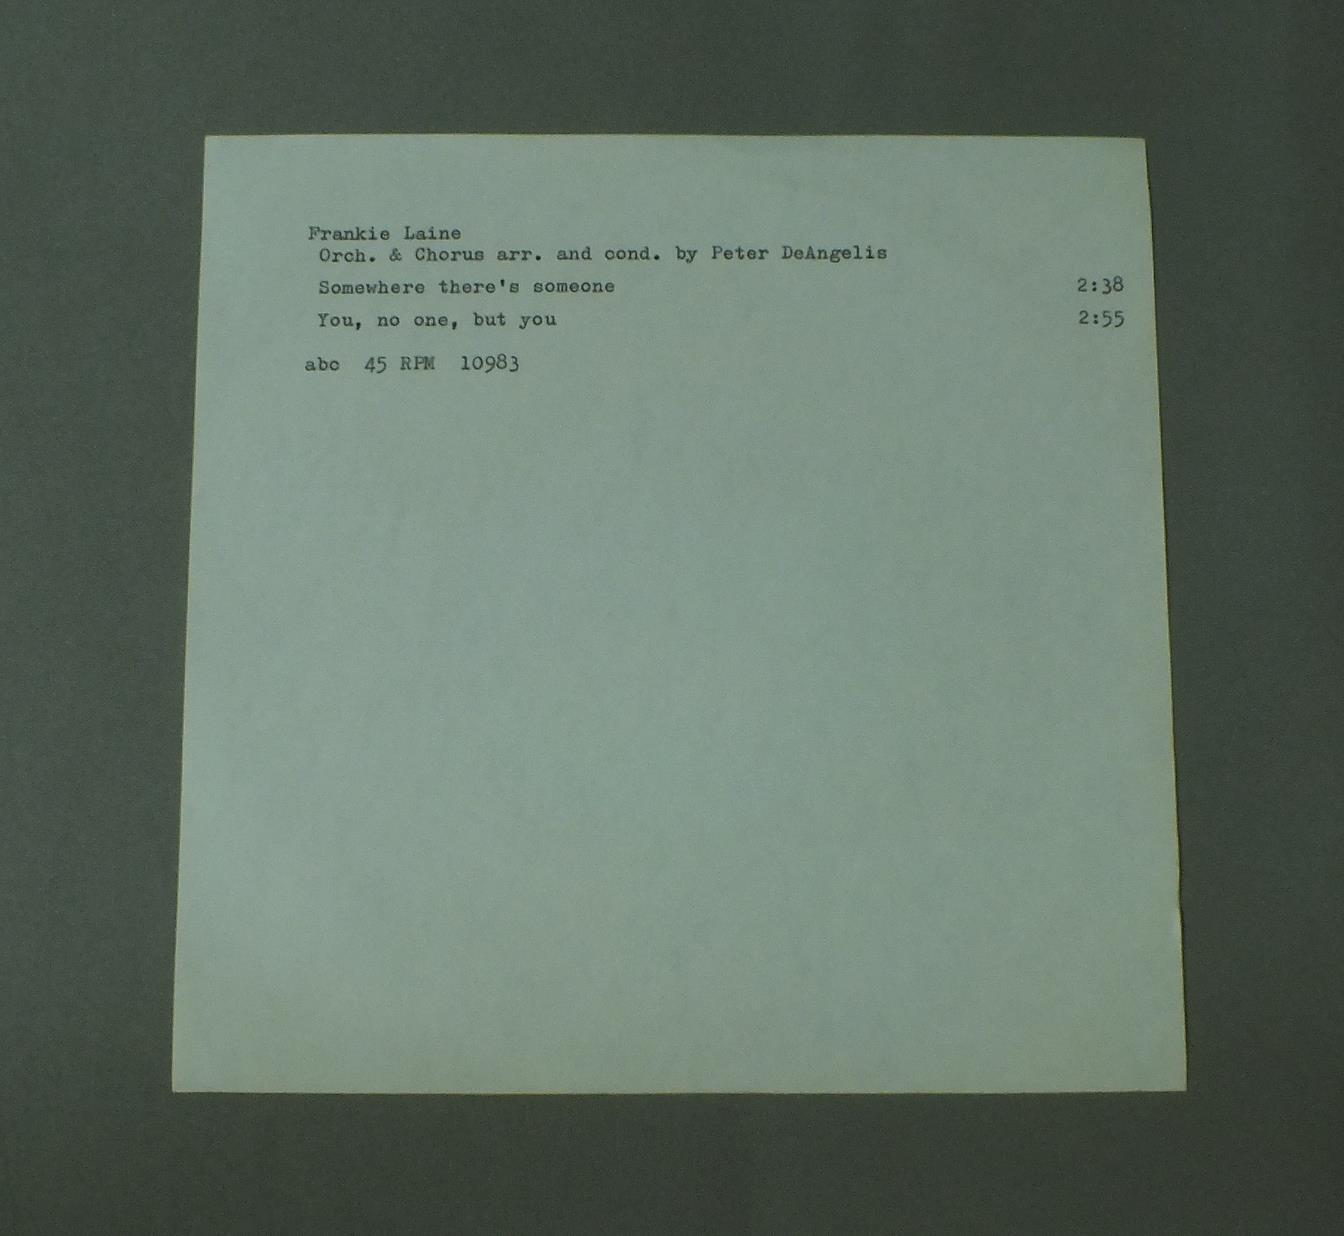 Frankie Laine
Orch. & Chorus arr. and cond. by Peter DeAngelis
Somewhere there's someone 2:38
You, no one, but you 2:55
abc 45 RPM 10983